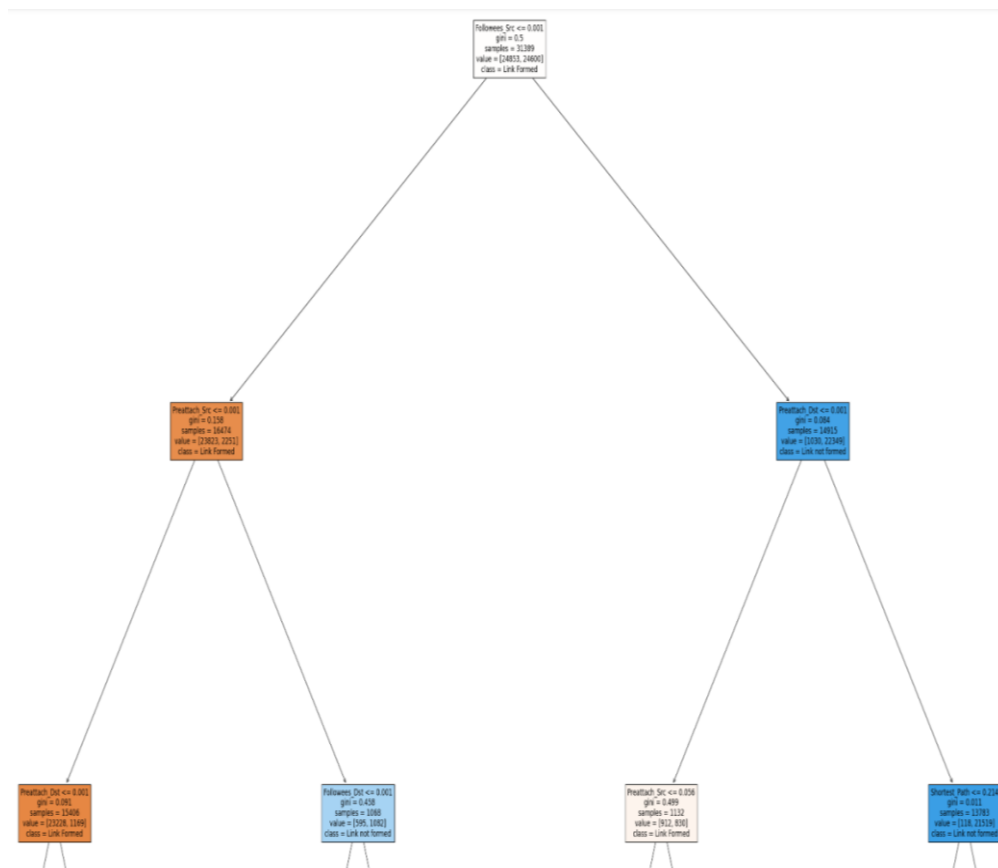 Followees_Src <= 0.001
gini = 0.5
samples = 31389
value = [24853, 24600]
class = Link Formed
Preattach_Src <= 0.001
gini = 0.158
samples = 16474
value = [23823, 2251]
class = Link Formed
Preattach_Dst <= 0.001
gini = 0.084
samples = 14915
value = [1030, 22349]
class = Link not formed
Preattach_Dst <= 0.001
gini = 0.091
samples = 15406
value = [23228, 1169]
class = Link Formed
Followees_Dst <= 0.001
gini = 0.458
samples = 1068
value = [595, 1082]
class = Link not formed
Preattach_Src <= 0.056
gini = 0.499
samples = 1132
value = [912, 830]
class = Link Formed
Shortest_Path <= 0.214
gini = 0.011
samples = 13783
value = [118, 21519]
class = Link not formed